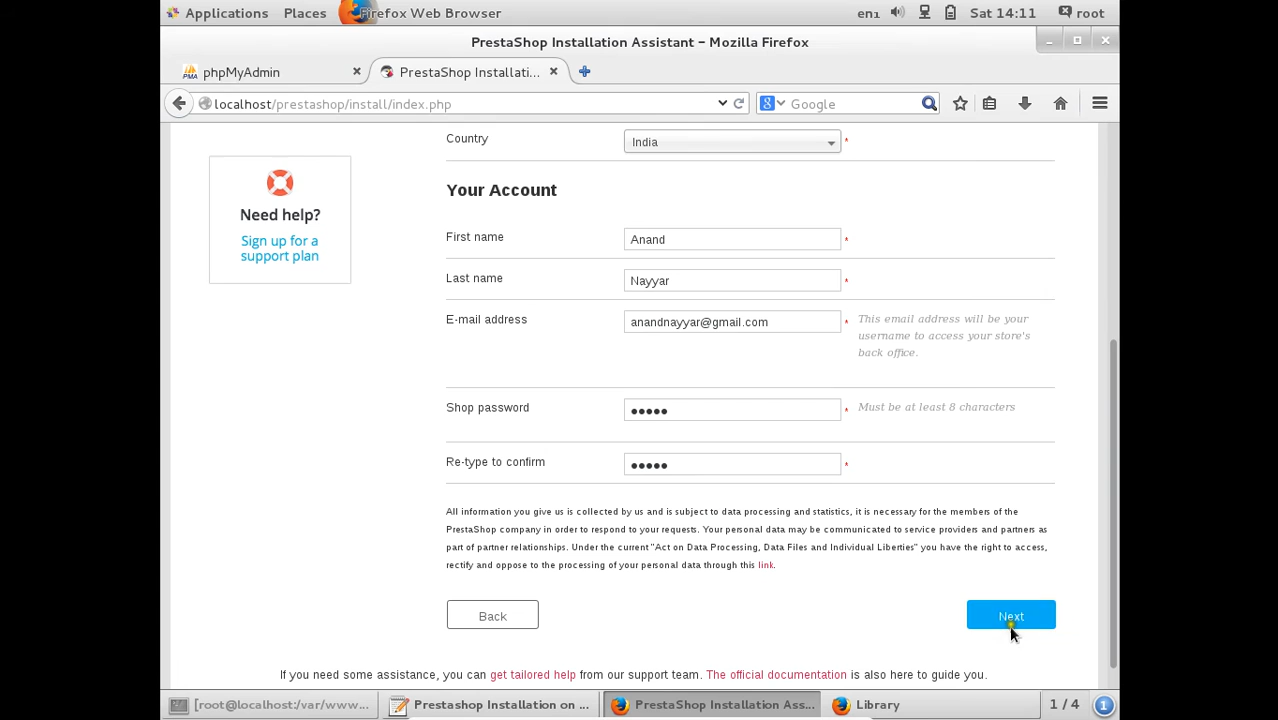 Applications Places Firefox Web Browser en1 Sat 14:11 root
PrestaShop Installation Assistant – Mozilla Firefox
PMA phpMyAdmin PrestaShop Installati...
localhost/prestashop/install/index.php 8 Google
Country India *
Need help?
Sign up for a
support plan
Your Account
First name Anand *
Last name Nayyar *
E-mail address anandnayyar@gmail.com * This email address will be your
username to access your store's
back office.
Shop password ●●●●● * Must be at least 8 characters
Re-type to confirm ●●●●● *
All information you give us is collected by us and is subject to data processing and statistics, it is necessary for the members of the
PrestaShop company in order to respond to your requests. Your personal data may be communicated to service providers and partners as
part of partner relationships. Under the current "Act on Data Processing, Data Files and Individual Liberties" you have the right to access,
rectify and oppose to the processing of your personal data through this link.
Back Next
If you need some assistance, you can get tailored help from our support team. The official documentation is also here to guide you.
[root@localhost:/var/www... Prestashop Installation on ... PrestaShop Installation Ass... Library 1 / 4 1